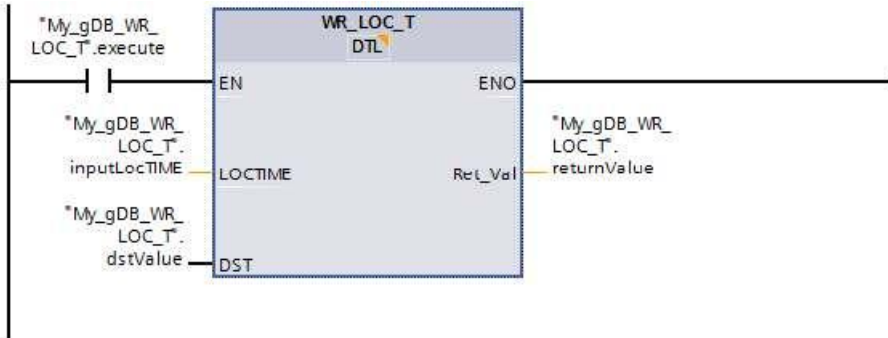 "My_gDB_WR_
LOC_T".execute
WR_LOC_T
DTL
EN
ENO
"My_gDB_WR_
LOC_T".
inputLocTIME
LOCTIME
Ret_Val
"My_gDB_WR_
LOC_T".
returnValue
"My_gDB_WR_
LOC_T".
dstValue
DST